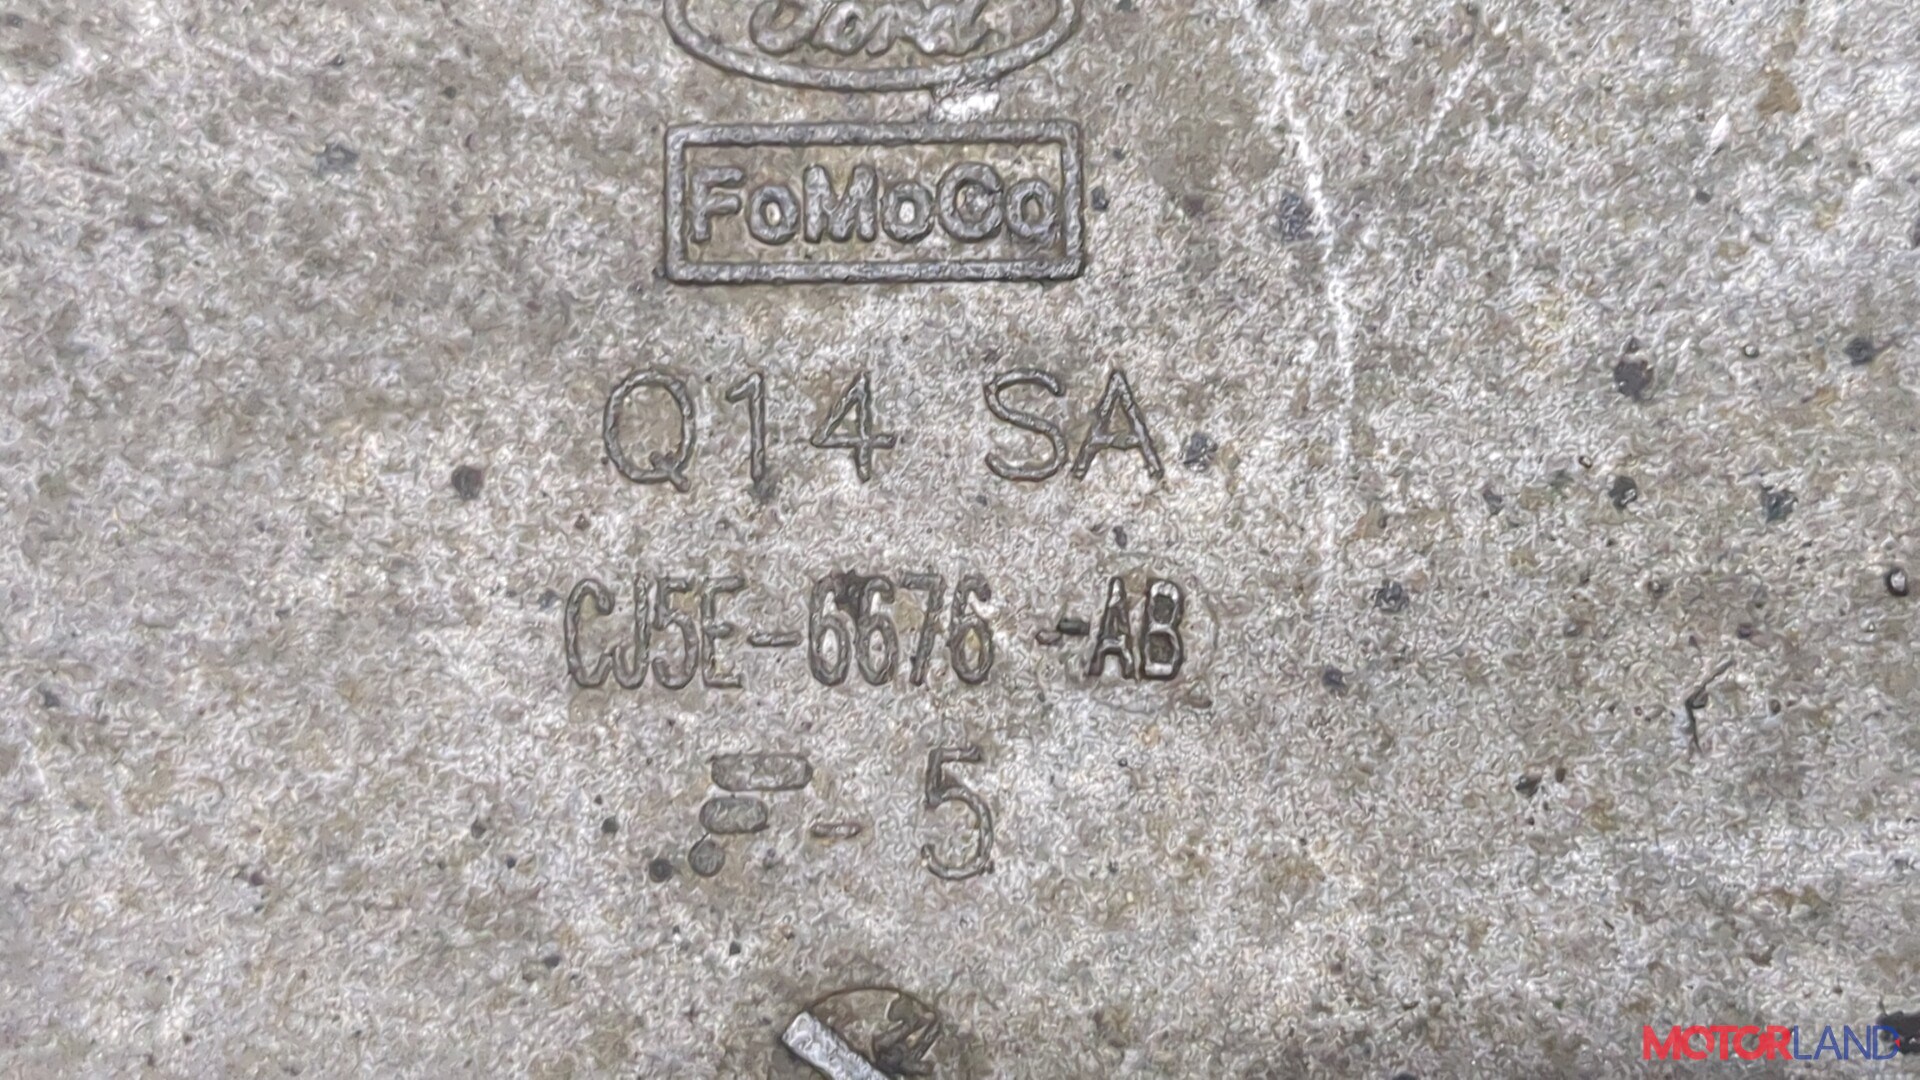 Ford
FoMoCo
Q14 SA
CJ5E-6676-AB
- 5
MOTORLAND